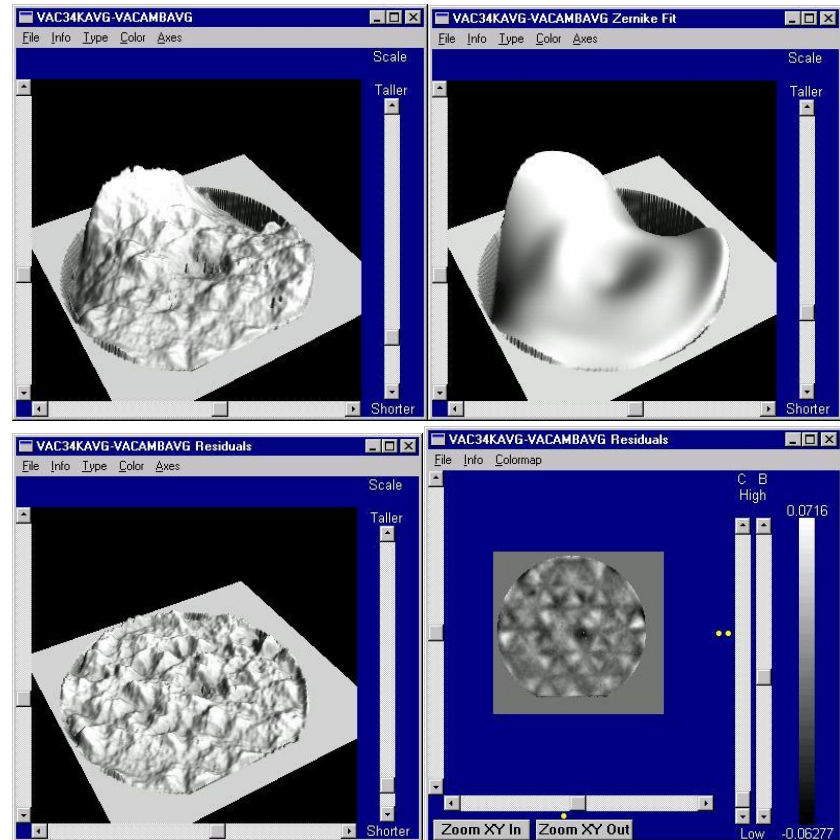 VAC34KAVG-VACAMBAVG
File Info Type Color Axes
Scale
Taller
Shorter
VAC34KAVG-VACAMBAVG Zernike Fit
File Info Type Color Axes
Scale
Taller
Shorter
VAC34KAVG-VACAMBAVG Residuals
File Info Type Color Axes
Scale
Taller
Shorter
VAC34KAVG-VACAMBAVG Residuals
File Info Colormap
C B
High
0.0716
Low -0.06277
Zoom XY In Zoom XY Out